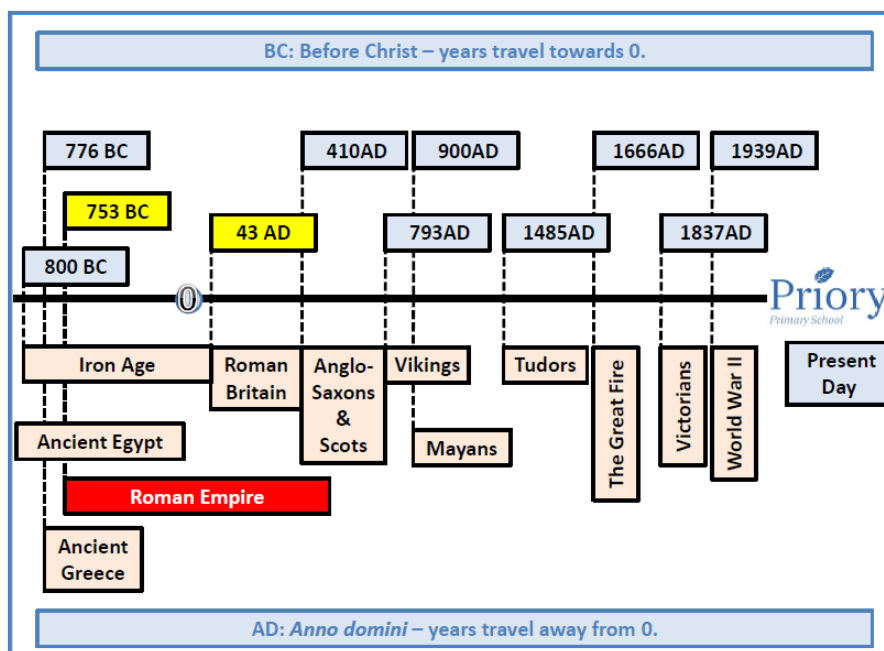 BC: Before Christ – years travel towards 0.
776 BC
410AD
900AD
1666AD
1939AD
753 BC
43 AD
793AD
1485AD
1837AD
800 BC
0
Priory
Primary School
Iron Age
Roman
Britain
Anglo-
Saxons
&
Scots
Vikings
Tudors
The Great Fire
Victorians
World War II
Present
Day
Ancient Egypt
Mayans
Roman Empire
Ancient
Greece
AD: Anno domini – years travel away from 0.